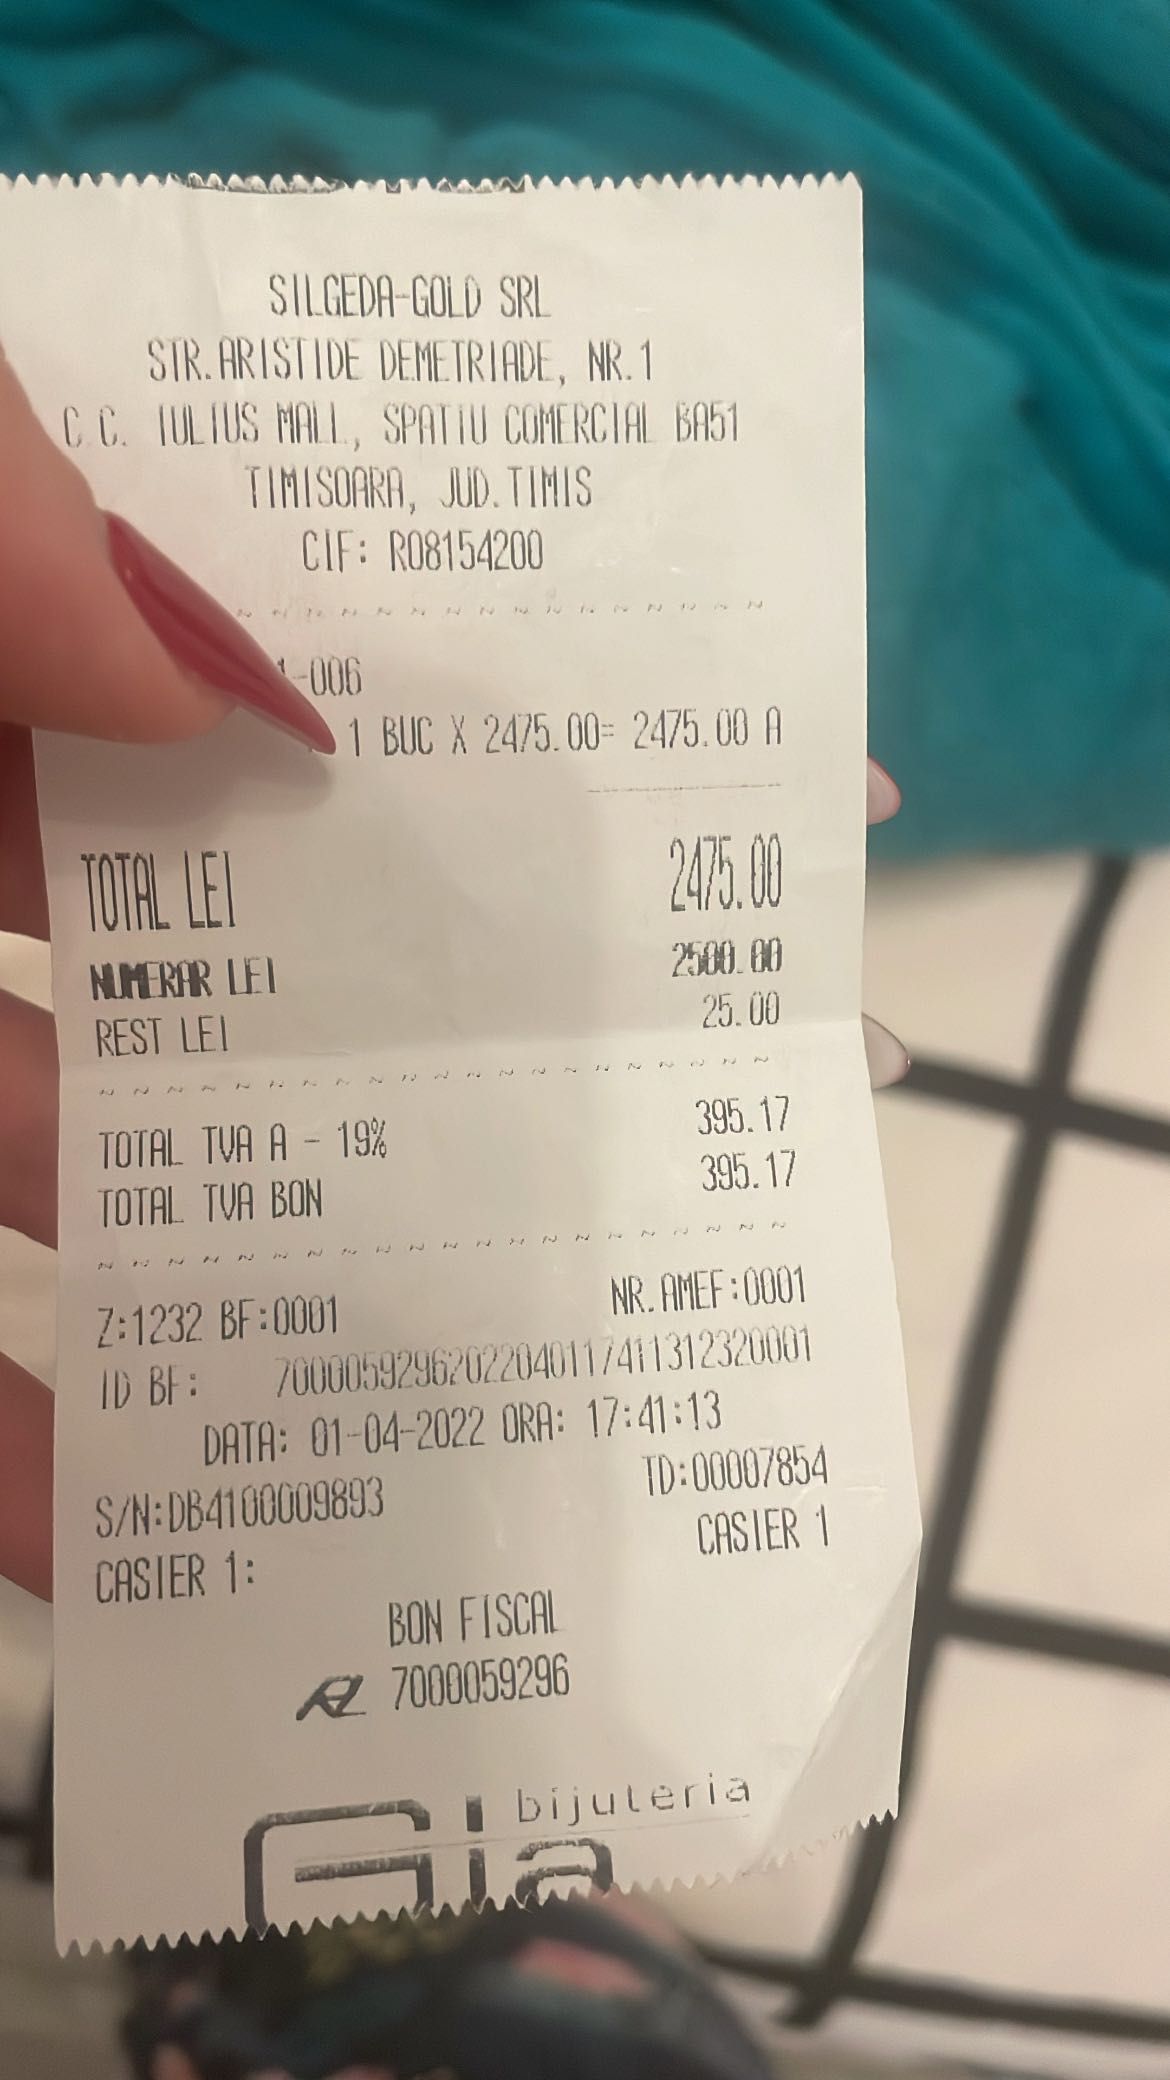 SILGEDA-GOLD SRL
STR.ARISTIDE DEMETRIADE, NR.1
C.C. IULIUS MALL, SPATIU COMERCIAL BA51
TIMISOARA, JUD.TIMIS
CIF: RO8154200
-006
1 BUC X 2475.00= 2475.00 A
TOTAL LEI 2475.00
NUMERAR LEI 2500.00
REST LEI 25.00
TOTAL TVA A - 19% 395.17
TOTAL TVA BON 395.17
Z:1232 BF:0001 NR.AMEF:0001
ID BF: 70000592962022040117411312320001
DATA: 01-04-2022 ORA: 17:41:13
S/N:DB4100009893 TD:00007854
CASIER 1: CASIER 1
BON FISCAL
7000059296
bijuteria